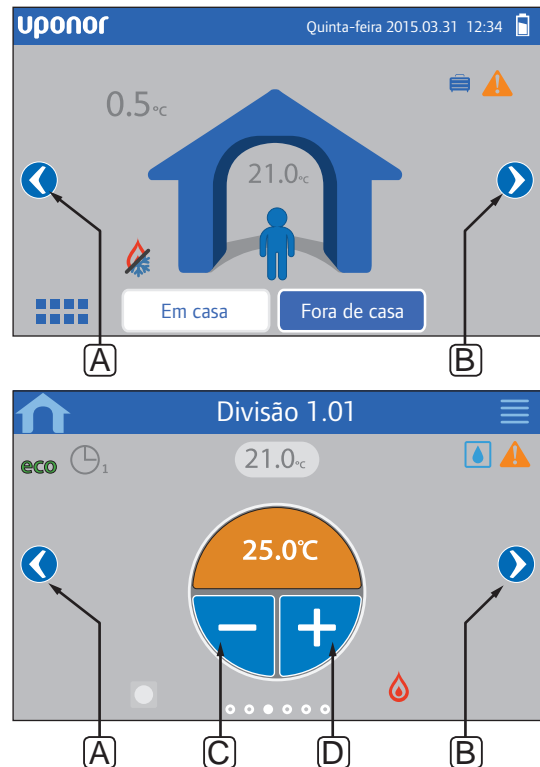 uponor Quinta-feira 2015.03.31 12:34
0.5°C
21.0°C
Em casa Fora de casa
A B
Divisão 1.01
eco 1 21.0°C
25.0°C
− +
A C D B